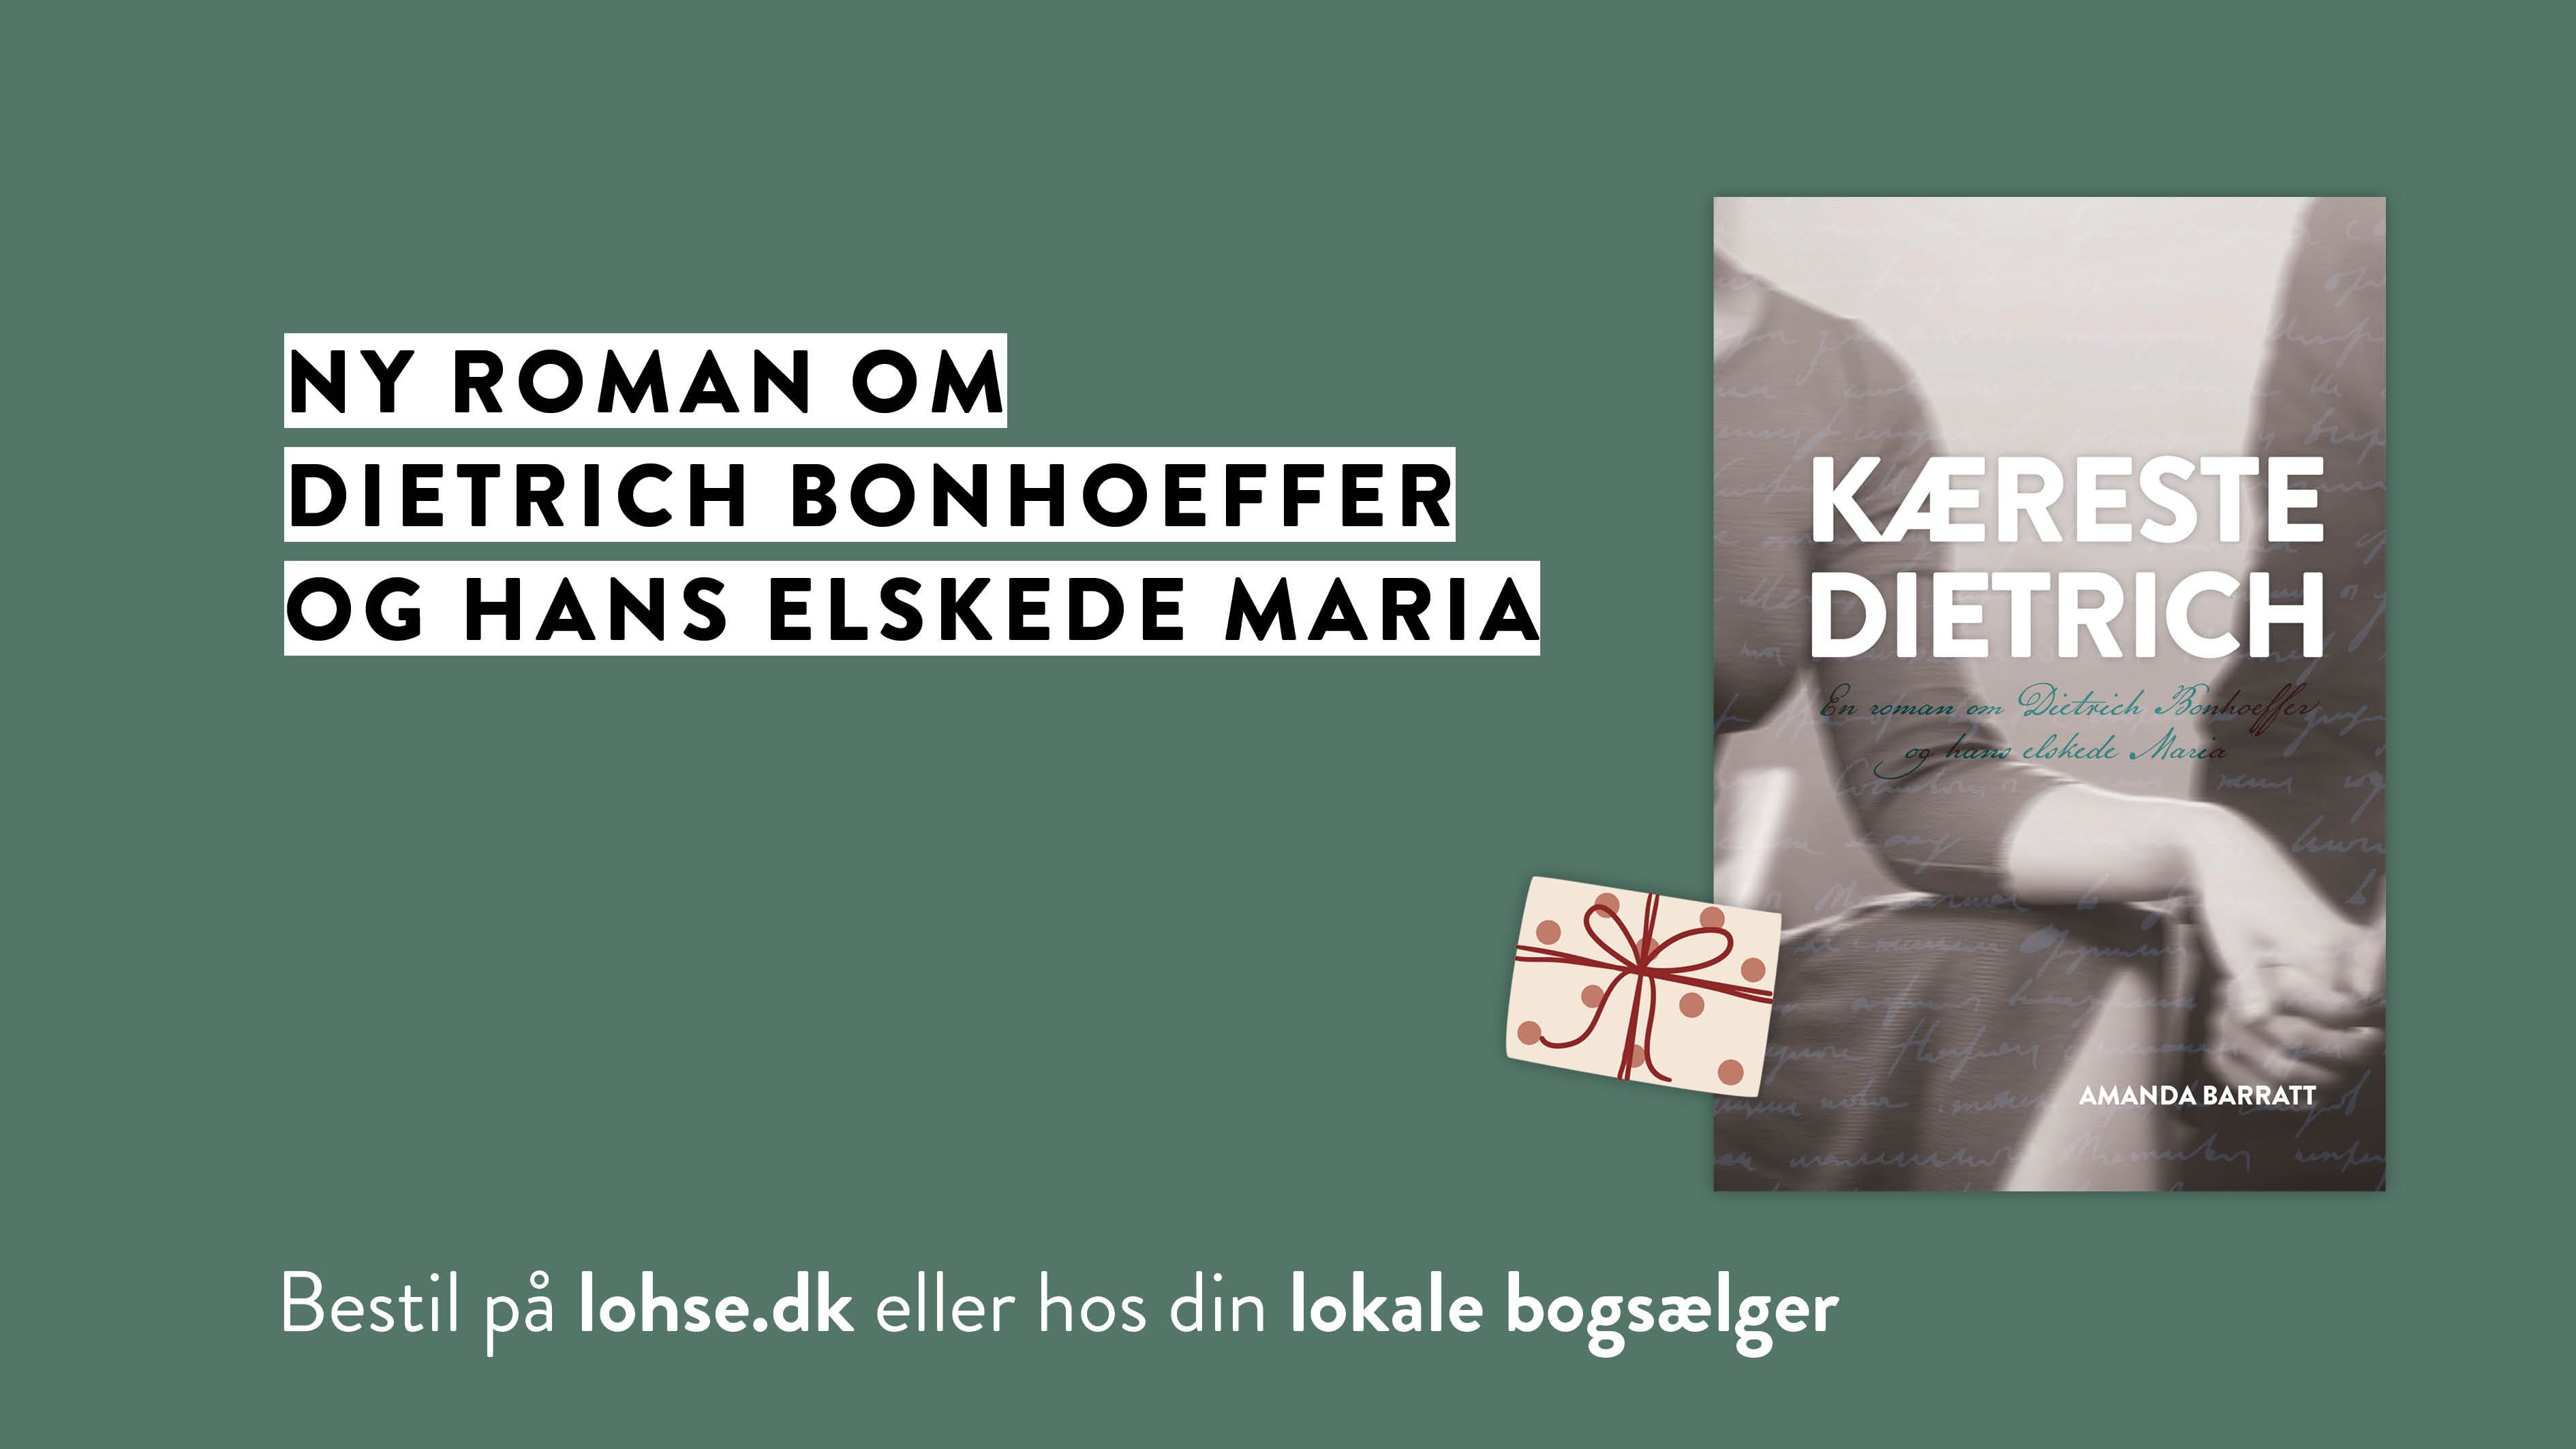 NY ROMAN OM
DIETRICH BONHOEFFER
OG HANS ELSKEDE MARIA
KÆRESTE
DIETRICH
En roman om Dietrich Bonhoeffer
og hans elskede Maria
AMANDA BARRATT
Bestil på lohse.dk eller hos din lokale bogsælger